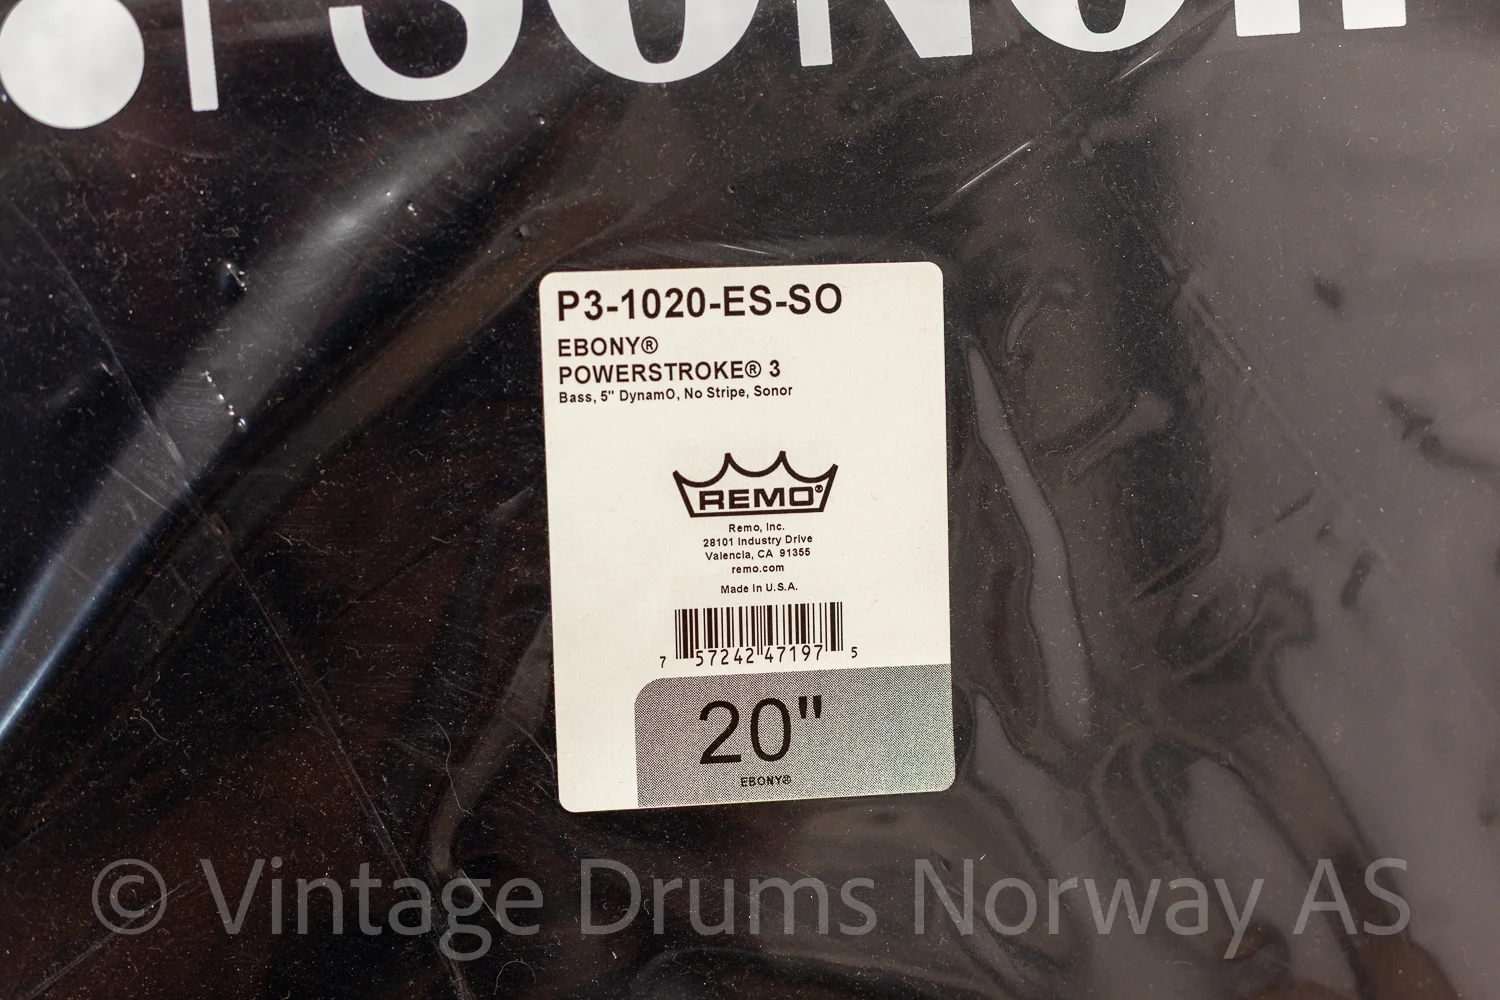 SONOR
P3-1020-ES-SO
EBONY®
POWERSTROKE® 3
Bass, 5" DynamO, No Stripe, Sonor
REMO®
Remo, Inc.
28101 Industry Drive
Valencia, CA 91355
remo.com
Made in U.S.A.
7 57242 47197 5
20"
EBONY®
© Vintage Drums Norway AS